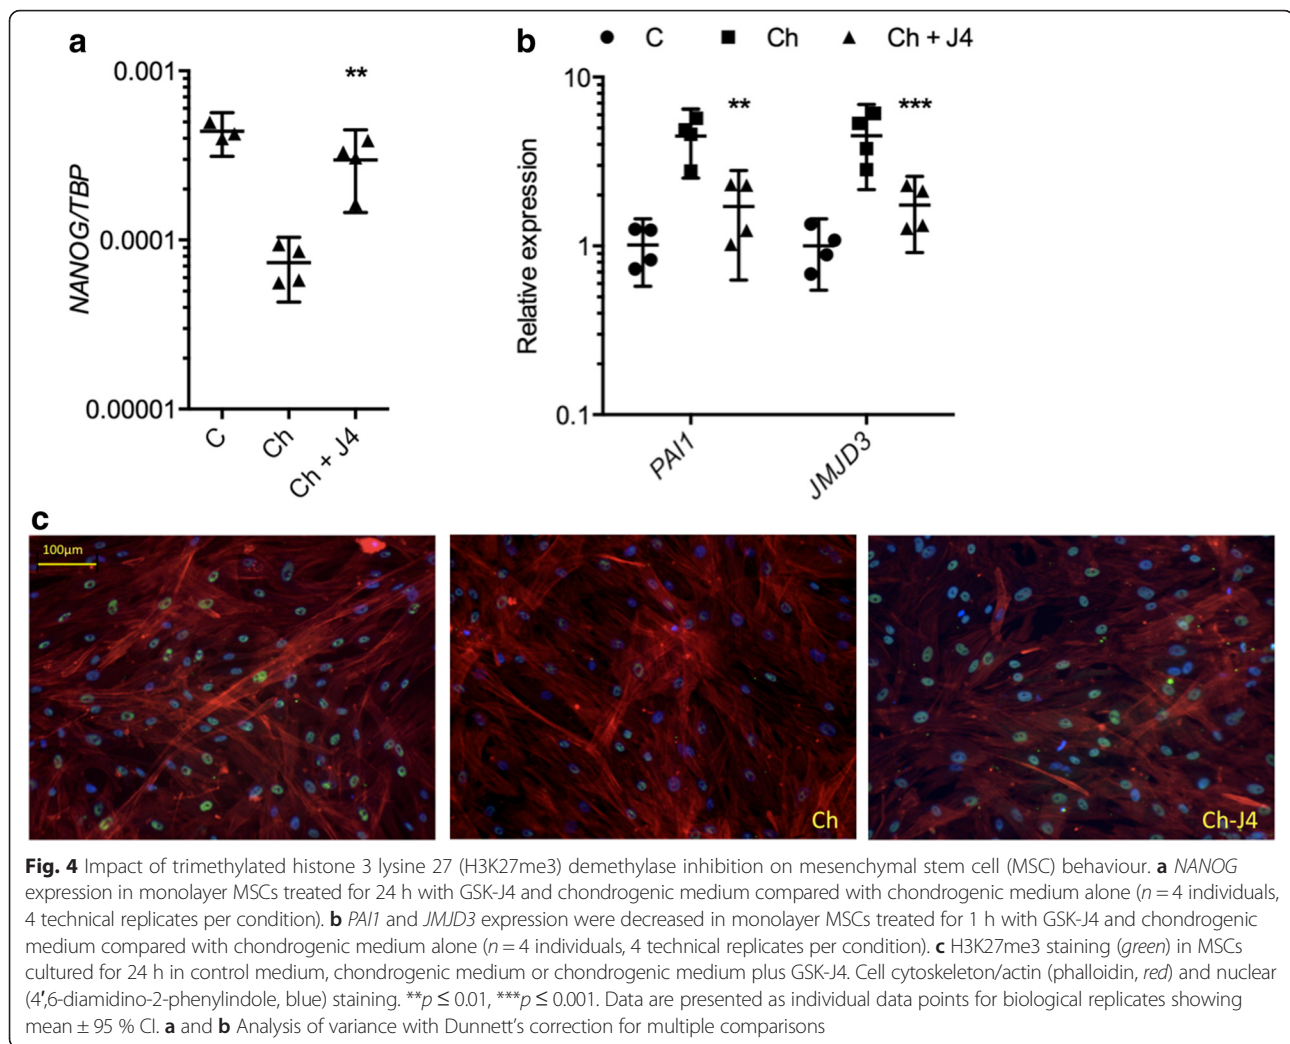 a
0.001
**
NANOG/TBP
0.0001
0.00001
C
Ch
Ch + J4
b
C
Ch
Ch + J4
10
**
***
Relative expression
1
0.1
PAI1
JMJD3
c
100µm
Ch
Ch-J4
Fig. 4 Impact of trimethylated histone 3 lysine 27 (H3K27me3) demethylase inhibition on mesenchymal stem cell (MSC) behaviour. a NANOG
expression in monolayer MSCs treated for 24 h with GSK-J4 and chondrogenic medium compared with chondrogenic medium alone (n = 4 individuals,
4 technical replicates per condition). b PAI1 and JMJD3 expression were decreased in monolayer MSCs treated for 1 h with GSK-J4 and chondrogenic
medium compared with chondrogenic medium alone (n = 4 individuals, 4 technical replicates per condition). c H3K27me3 staining (green) in MSCs
cultured for 24 h in control medium, chondrogenic medium or chondrogenic medium plus GSK-J4. Cell cytoskeleton/actin (phalloidin, red) and nuclear
(4′,6-diamidino-2-phenylindole, blue) staining. **p ≤ 0.01, ***p ≤ 0.001. Data are presented as individual data points for biological replicates showing
mean ± 95 % CI. a and b Analysis of variance with Dunnett's correction for multiple comparisons